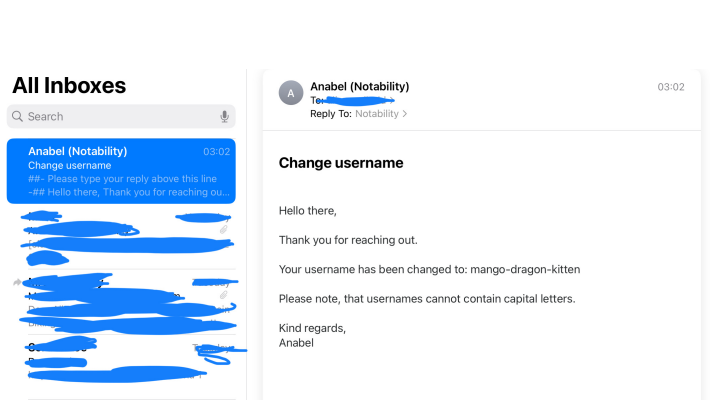 All Inboxes
Search
Anabel (Notability) 03:02
Change username
##- Please type your reply above this line
-## Hello there, Thank you for reaching ou...
A
Anabel (Notability) 03:02
To:
Reply To: Notability >
Change username
Hello there,
Thank you for reaching out.
Your username has been changed to: mango-dragon-kitten
Please note, that usernames cannot contain capital letters.
Kind regards,
Anabel